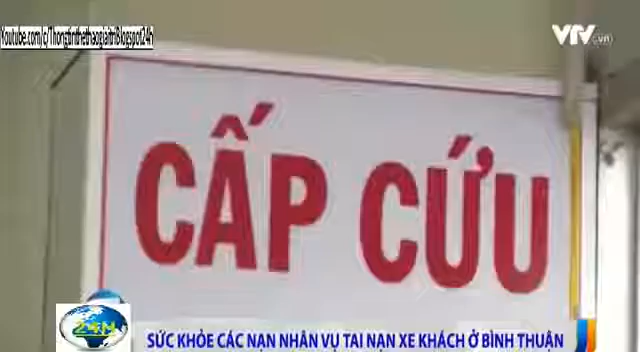 Youtube.com/c/Thongtinthethaogiaitri/Blogspot24h
VTV.vn
CẤP CỨU
24H
SỨC KHỎE CÁC NẠN NHÂN VỤ TAI NẠN XE KHÁCH Ở BÌNH THUẬN